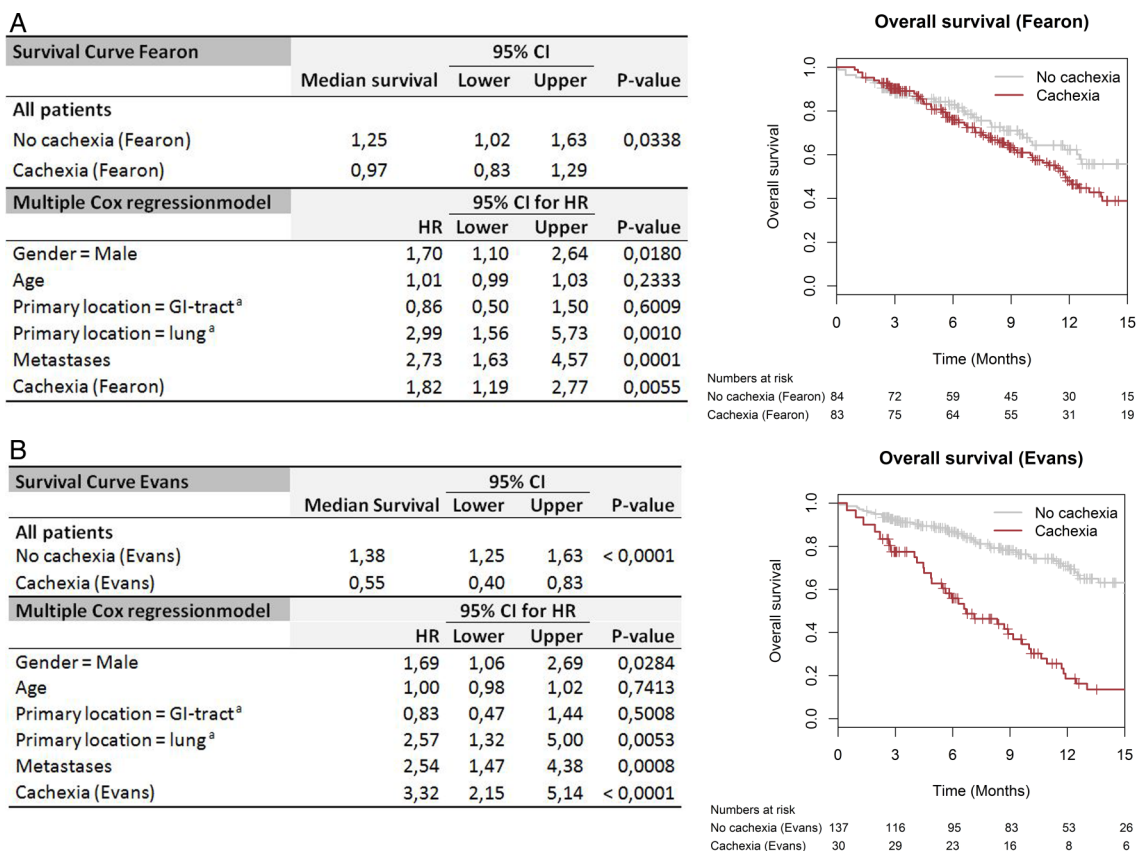 A
Survival Curve Fearon 95% CI
Median survival Lower Upper P-value
All patients
No cachexia (Fearon) 1,25 1,02 1,63 0,0338
Cachexia (Fearon) 0,97 0,83 1,29
Multiple Cox regressionmodel 95% CI for HR
HR Lower Upper P-value
Gender = Male 1,70 1,10 2,64 0,0180
Age 1,01 0,99 1,03 0,2333
Primary location = GI-tract a 0,86 0,50 1,50 0,6009
Primary location = lung a 2,99 1,56 5,73 0,0010
Metastases 2,73 1,63 4,57 0,0001
Cachexia (Fearon) 1,82 1,19 2,77 0,0055
Overall survival (Fearon)
No cachexia
Cachexia
Overall survival
1.0
0.8
0.6
0.4
0.2
0.0
0 3 6 9 12 15
Time (Months)
Numbers at risk
No cachexia (Fearon) 84 72 59 45 30 15
Cachexia (Fearon) 83 75 64 55 31 19
B
Survival Curve Evans 95% CI
Median Survival Lower Upper P-value
All patients
No cachexia (Evans) 1,38 1,25 1,63 < 0,0001
Cachexia (Evans) 0,55 0,40 0,83
Multiple Cox regressionmodel 95% CI for HR
HR Lower Upper P-value
Gender = Male 1,69 1,06 2,69 0,0284
Age 1,00 0,98 1,02 0,7413
Primary location = GI-tract a 0,83 0,47 1,44 0,5008
Primary location = lung a 2,57 1,32 5,00 0,0053
Metastases 2,54 1,47 4,38 0,0008
Cachexia (Evans) 3,32 2,15 5,14 < 0,0001
Overall survival (Evans)
No cachexia
Cachexia
Overall survival
1.0
0.8
0.6
0.4
0.2
0.0
0 3 6 9 12 15
Time (Months)
Numbers at risk
No cachexia (Evans) 137 116 95 83 53 26
Cachexia (Evans) 30 29 23 16 8 6